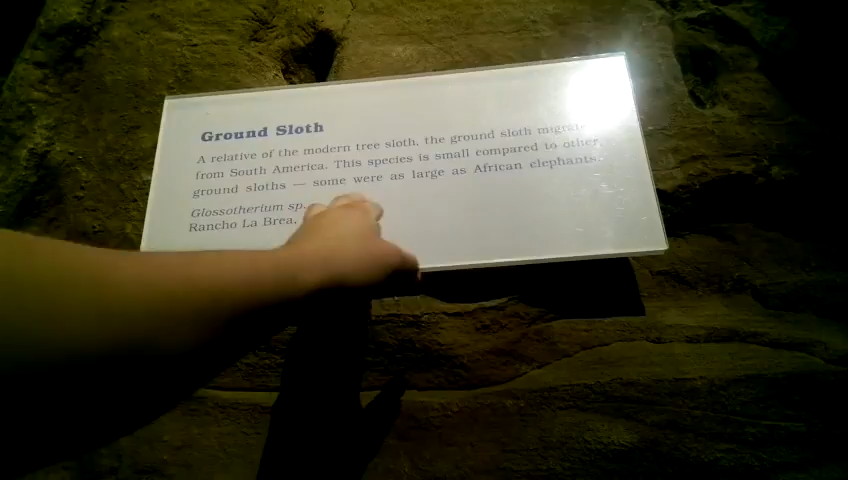 Ground Sloth
A relative of the modern tree sloth, the ground sloth
from South America. This species is small compared to other
ground sloths — some were as large as African elephants.
Glossotherium sp.
Rancho La Brea,